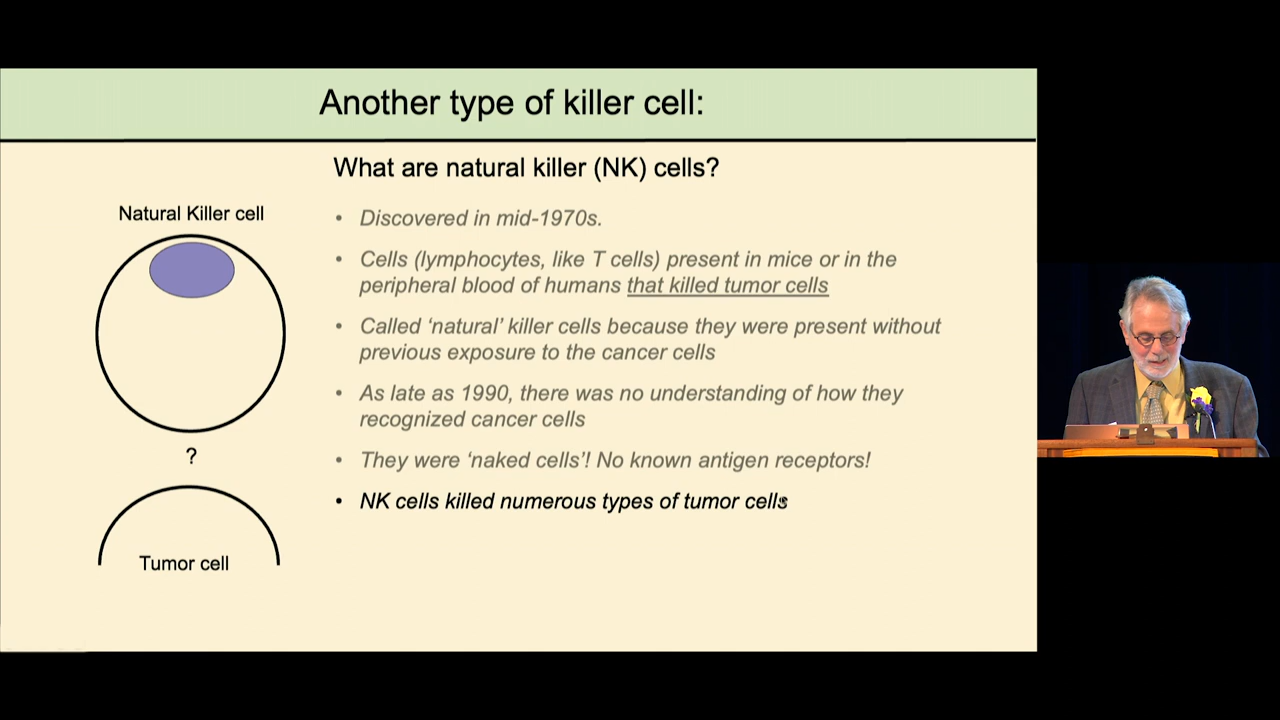 Another type of killer cell:
What are natural killer (NK) cells?
Natural Killer cell
• Discovered in mid-1970s.
• Cells (lymphocytes, like T cells) present in mice or in the
peripheral blood of humans that killed tumor cells
• Called ‘natural’ killer cells because they were present without
previous exposure to the cancer cells
• As late as 1990, there was no understanding of how they
recognized cancer cells
• They were ‘naked cells’! No known antigen receptors!
• NK cells killed numerous types of tumor cells
?
Tumor cell